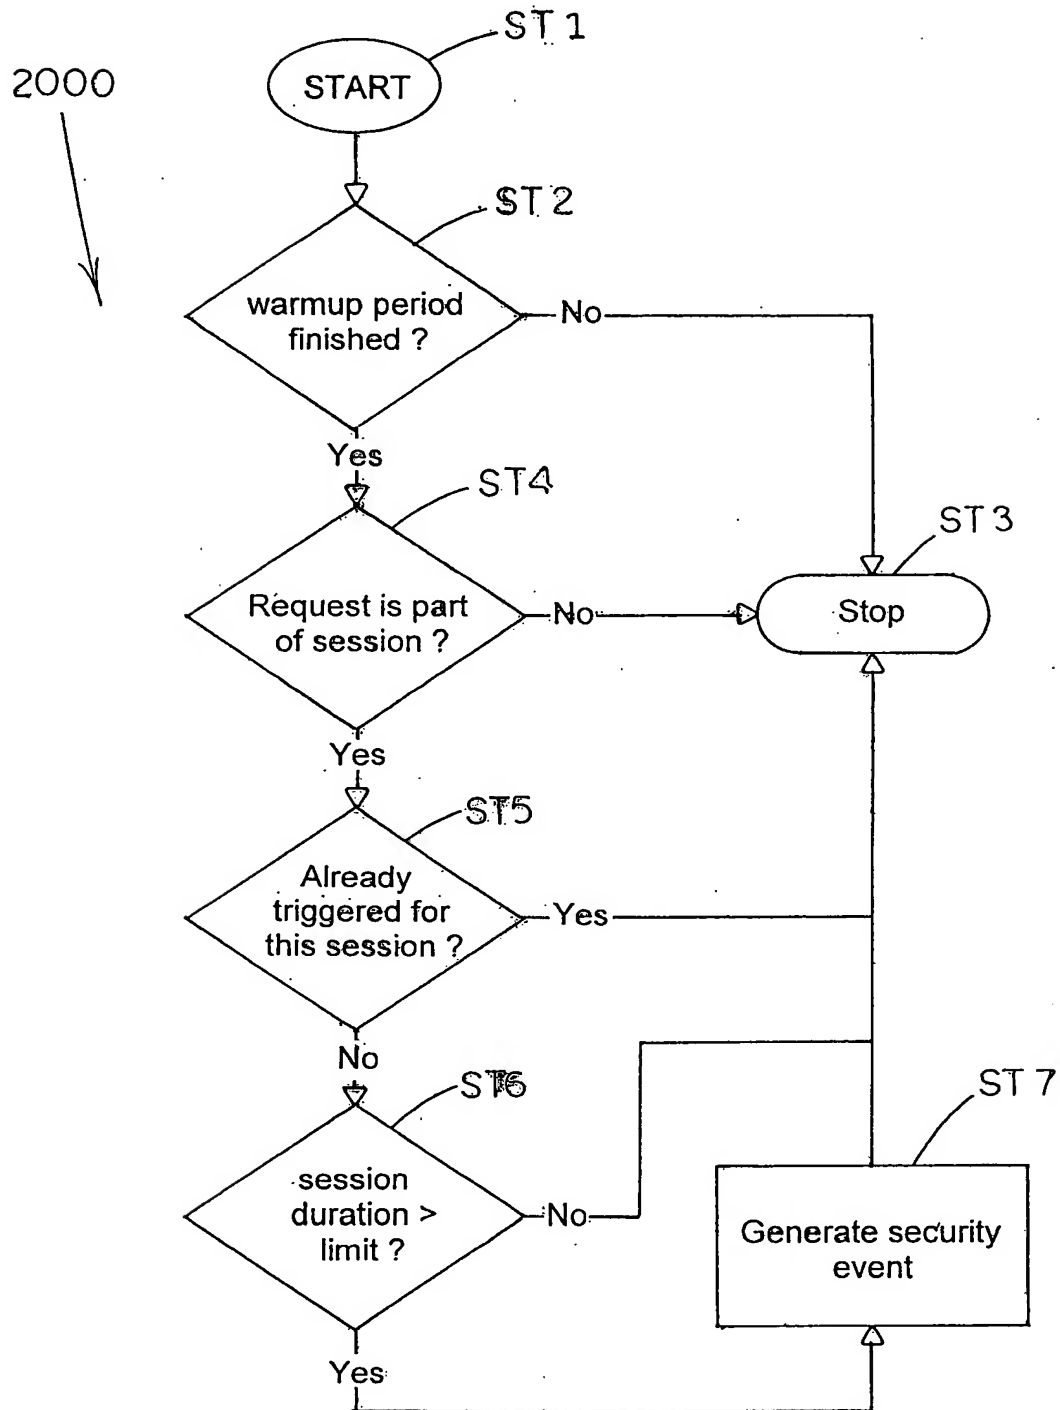 ST 1
2000
START
ST 2
warmup period
finished ?
No
Yes
ST4
ST 3
Request is part
of session ?
No
Stop
Yes
ST5
Already
triggered for
this session ?
Yes
No
ST6
ST 7
session
duration >
limit ?
No
Generate security
event
Yes